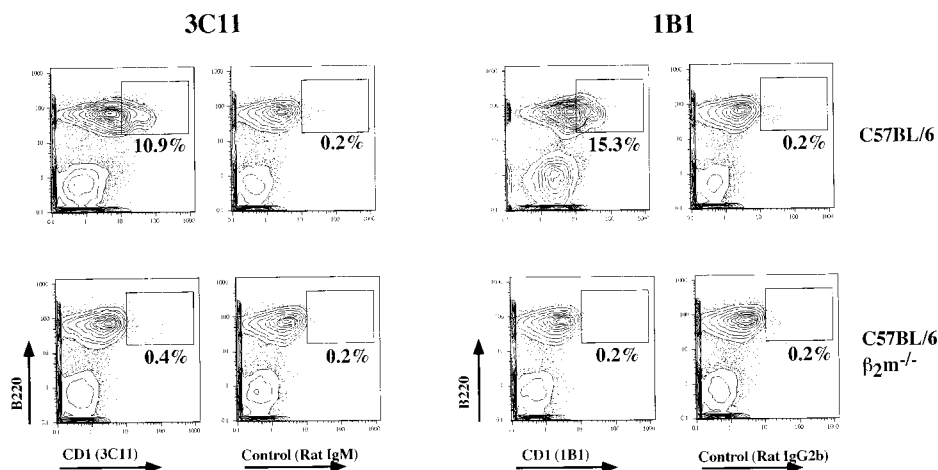 3C11
1B1
10.9%
0.2%
15.3%
0.2%
C57BL/6
0.4%
0.2%
0.2%
0.2%
C57BL/6
β2m-/-
B220
B220
CD1 (3C11)
Control (Rat IgM)
CD1 (1B1)
Control (Rat IgG2b)